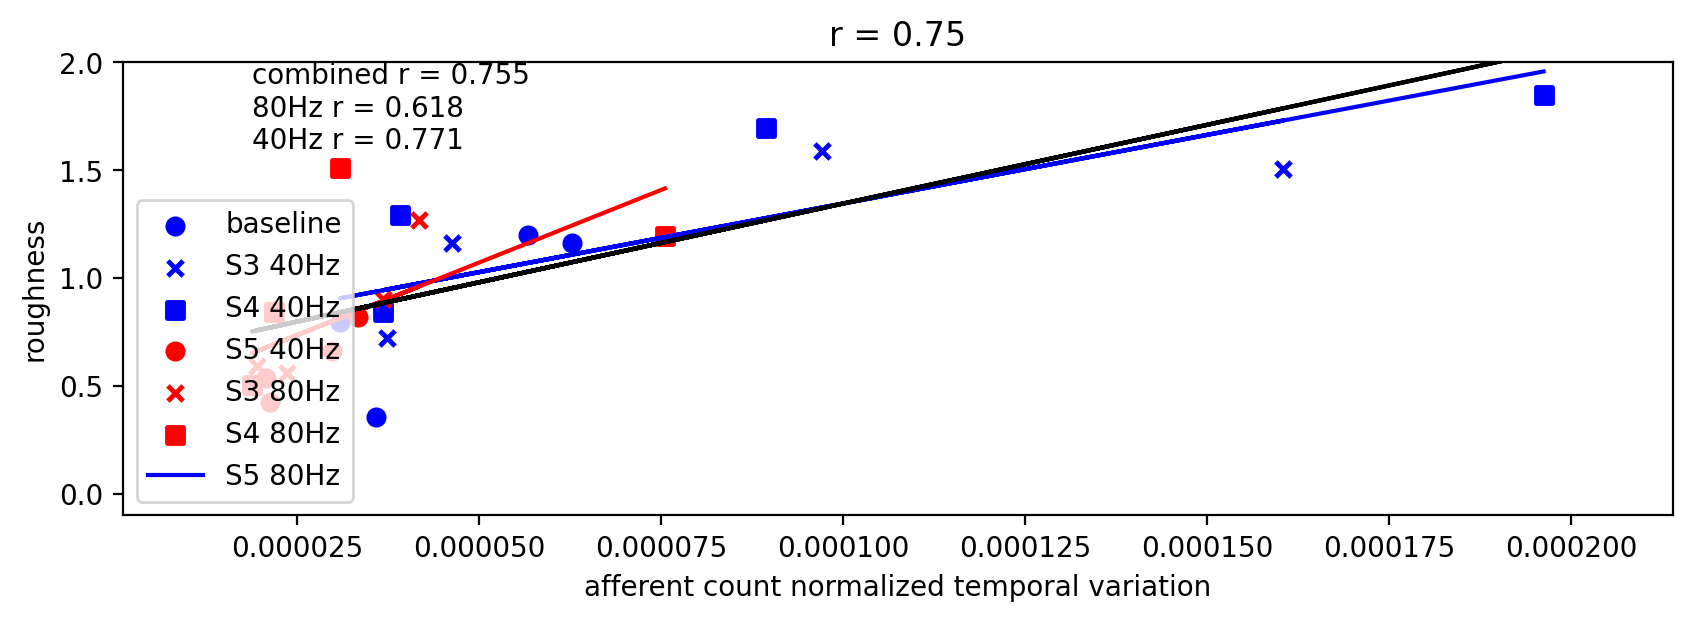 r = 0.75
combined r = 0.755
80Hz r = 0.618
40Hz r = 0.771
2.0
1.5
1.0
0.5
0.0
roughness
baseline
S3 40Hz
S4 40Hz
S5 40Hz
S3 80Hz
S4 80Hz
S5 80Hz
0.000025 0.000050 0.000075 0.000100 0.000125 0.000150 0.000175 0.000200
afferent count normalized temporal variation